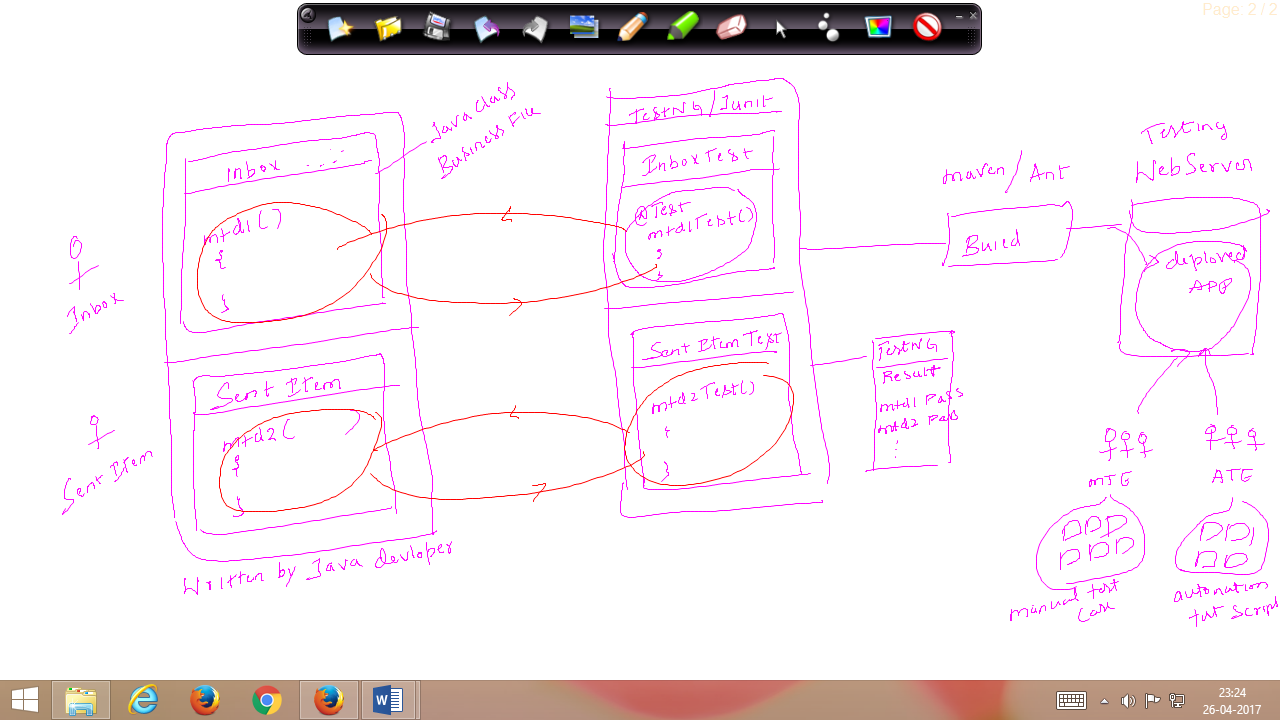 Page: 2 / 2
Java class
Business File
Inbox
mtd1()
{
}
Inbox
Sent Item
mtd2( )
{
}
Sent Item
Written by Java devloper
TestNG/Junit
InboxTest
@Test
mtd1Test()
Sent Item Test
mtd2Test()
}
TestNG
Result
mtd1 Pass
mtd2 Pass
maven/Ant
Build
Testing
WebServer
deployed
APP
MTE
ATE
manual test
case
automation
test Script
W
23:24
26-04-2017